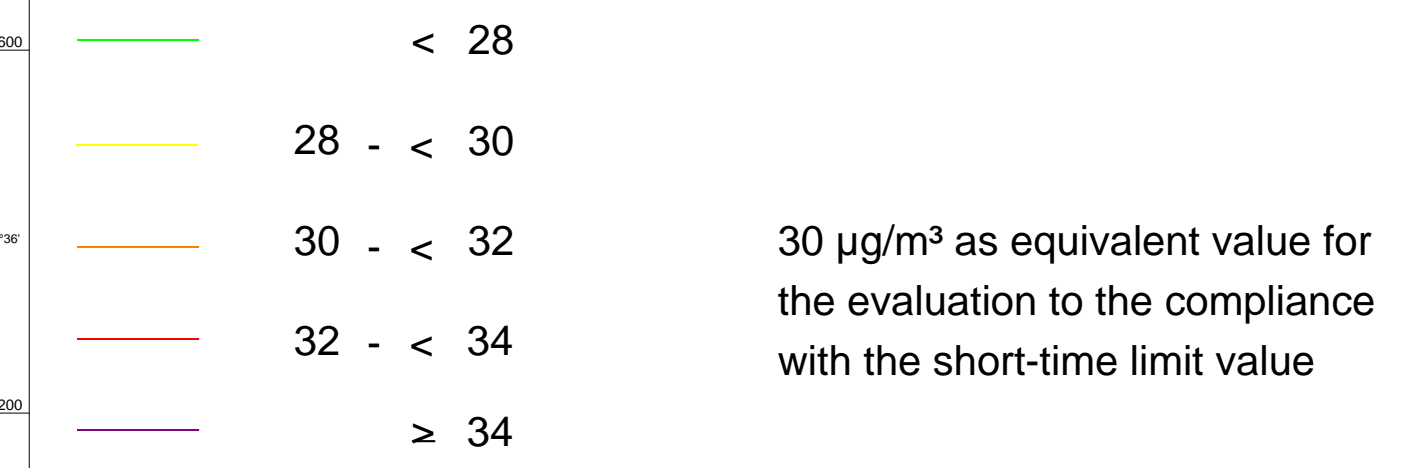 600
< 28
28 - < 30
°36'
30 - < 32
30 µg/m³ as equivalent value for
the evaluation to the compliance
with the short-time limit value
32 - < 34
200
≥ 34